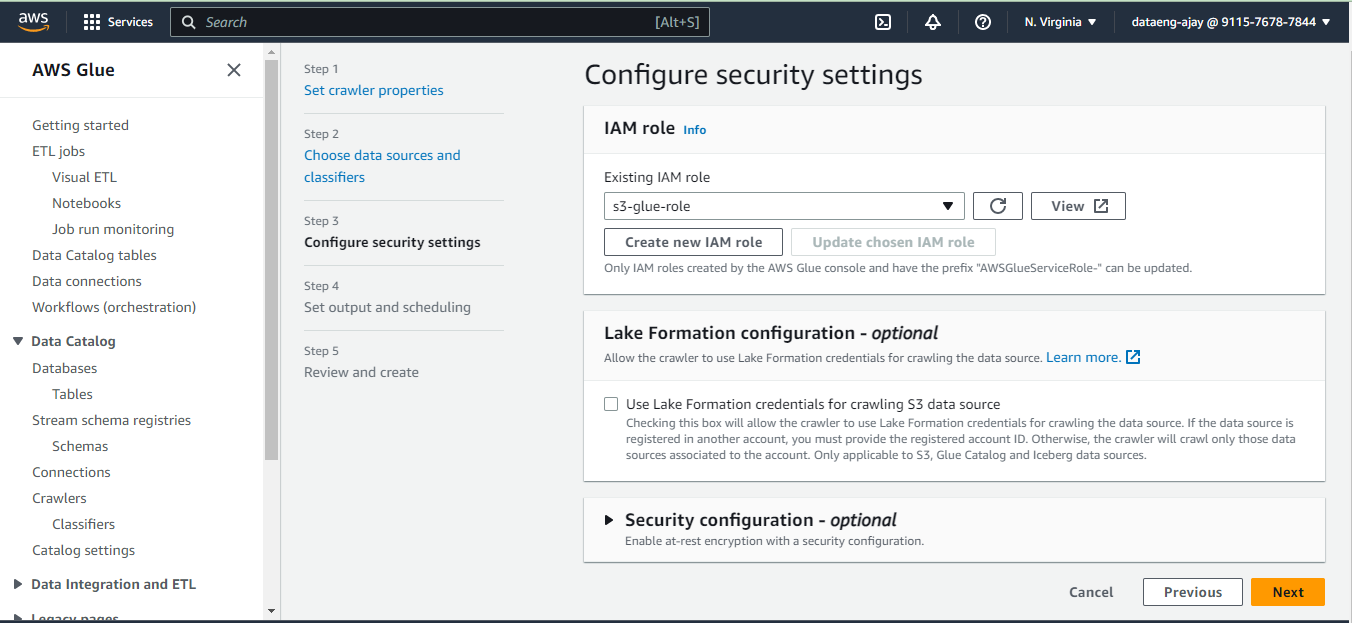 aws
Services
Search
[Alt+S]
N. Virginia
dataeng-ajay @ 9115-7678-7844
AWS Glue
Getting started
ETL jobs
Visual ETL
Notebooks
Job run monitoring
Data Catalog tables
Data connections
Workflows (orchestration)
Data Catalog
Databases
Tables
Stream schema registries
Schemas
Connections
Crawlers
Classifiers
Catalog settings
Data Integration and ETL
Legacy pages
Step 1
Set crawler properties
Step 2
Choose data sources and
classifiers
Step 3
Configure security settings
Step 4
Set output and scheduling
Step 5
Review and create
Configure security settings
IAM role Info
Existing IAM role
s3-glue-role
View
Create new IAM role
Update chosen IAM role
Only IAM roles created by the AWS Glue console and have the prefix "AWSGlueServiceRole-" can be updated.
Lake Formation configuration - optional
Allow the crawler to use Lake Formation credentials for crawling the data source. Learn more.
Use Lake Formation credentials for crawling S3 data source
Checking this box will allow the crawler to use Lake Formation credentials for crawling the data source. If the data source is
registered in another account, you must provide the registered account ID. Otherwise, the crawler will crawl only those data
sources associated to the account. Only applicable to S3, Glue Catalog and Iceberg data sources.
Security configuration - optional
Enable at-rest encryption with a security configuration.
Cancel
Previous
Next